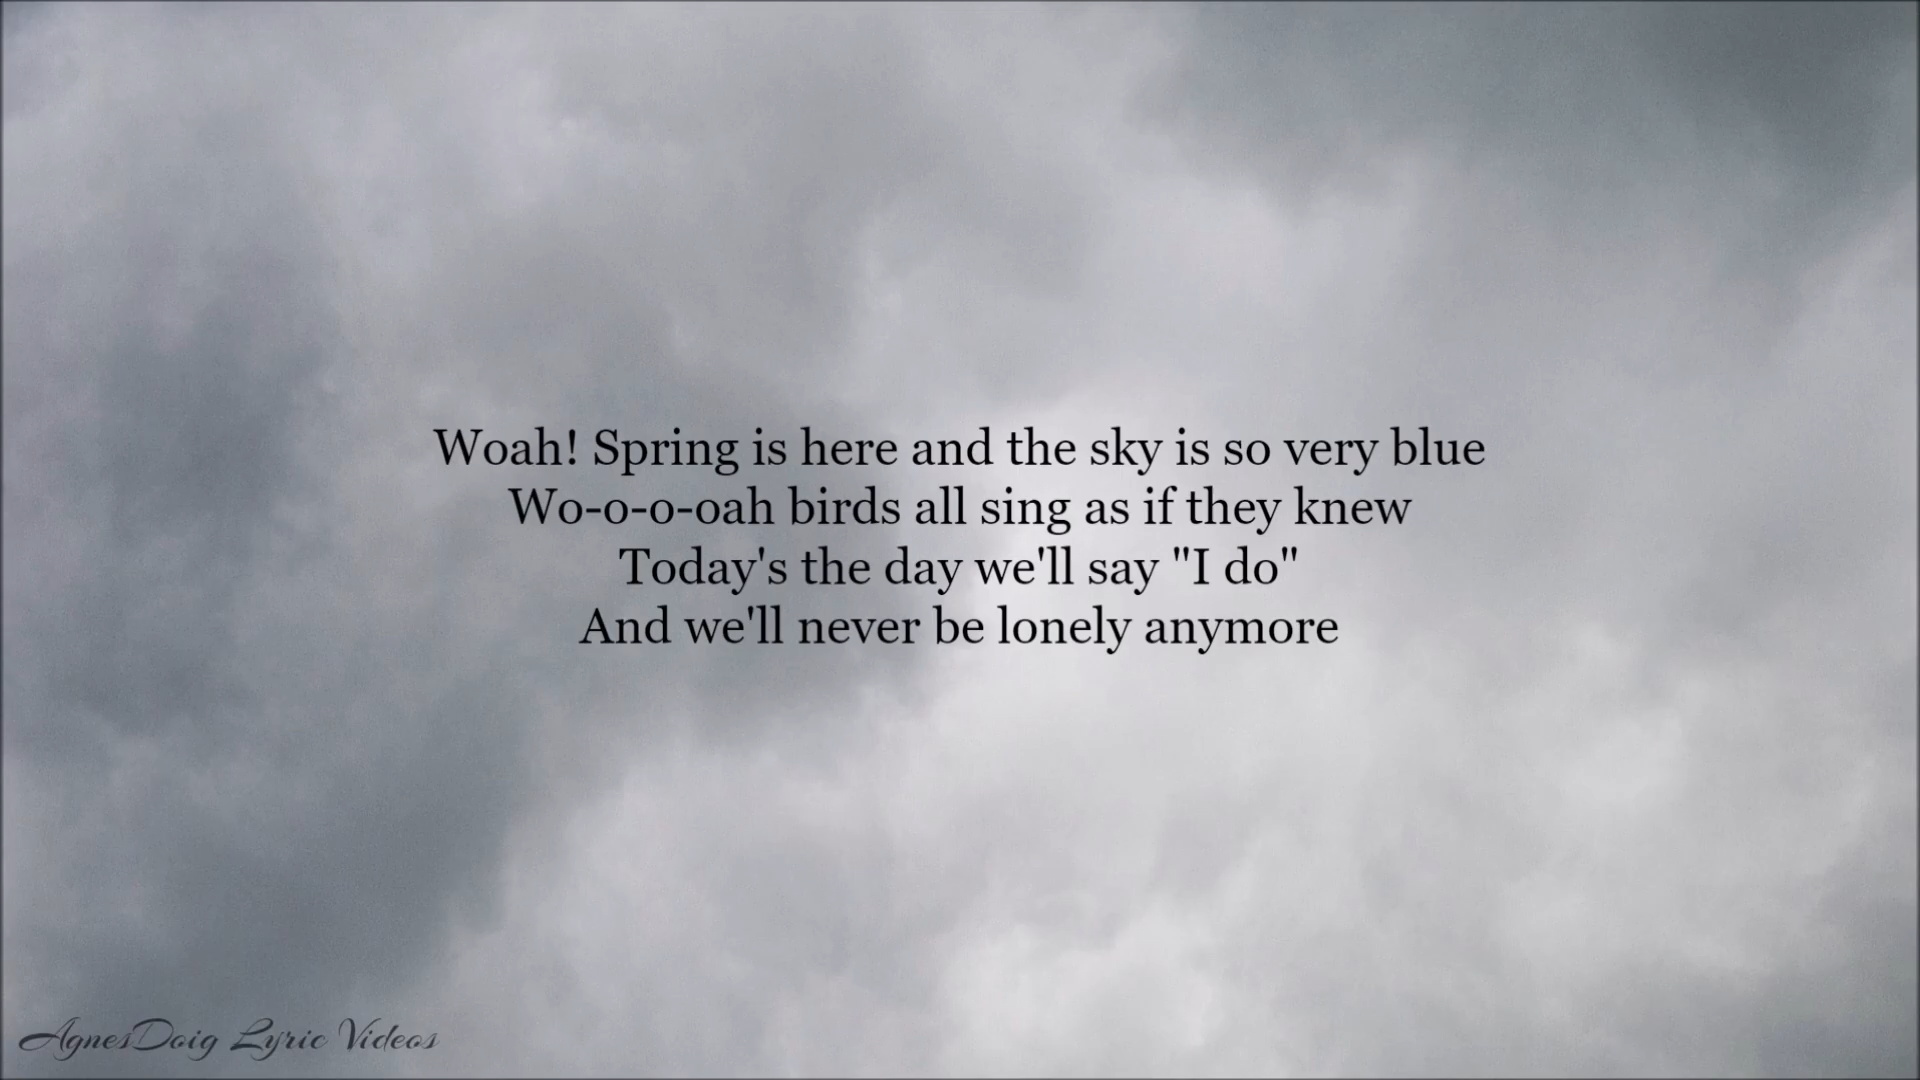 Woah! Spring is here and the sky is so very blue
Wo-o-o-oah birds all sing as if they knew
Today's the day we'll say "I do"
And we'll never be lonely anymore
AgnesDoig Lyric Videos